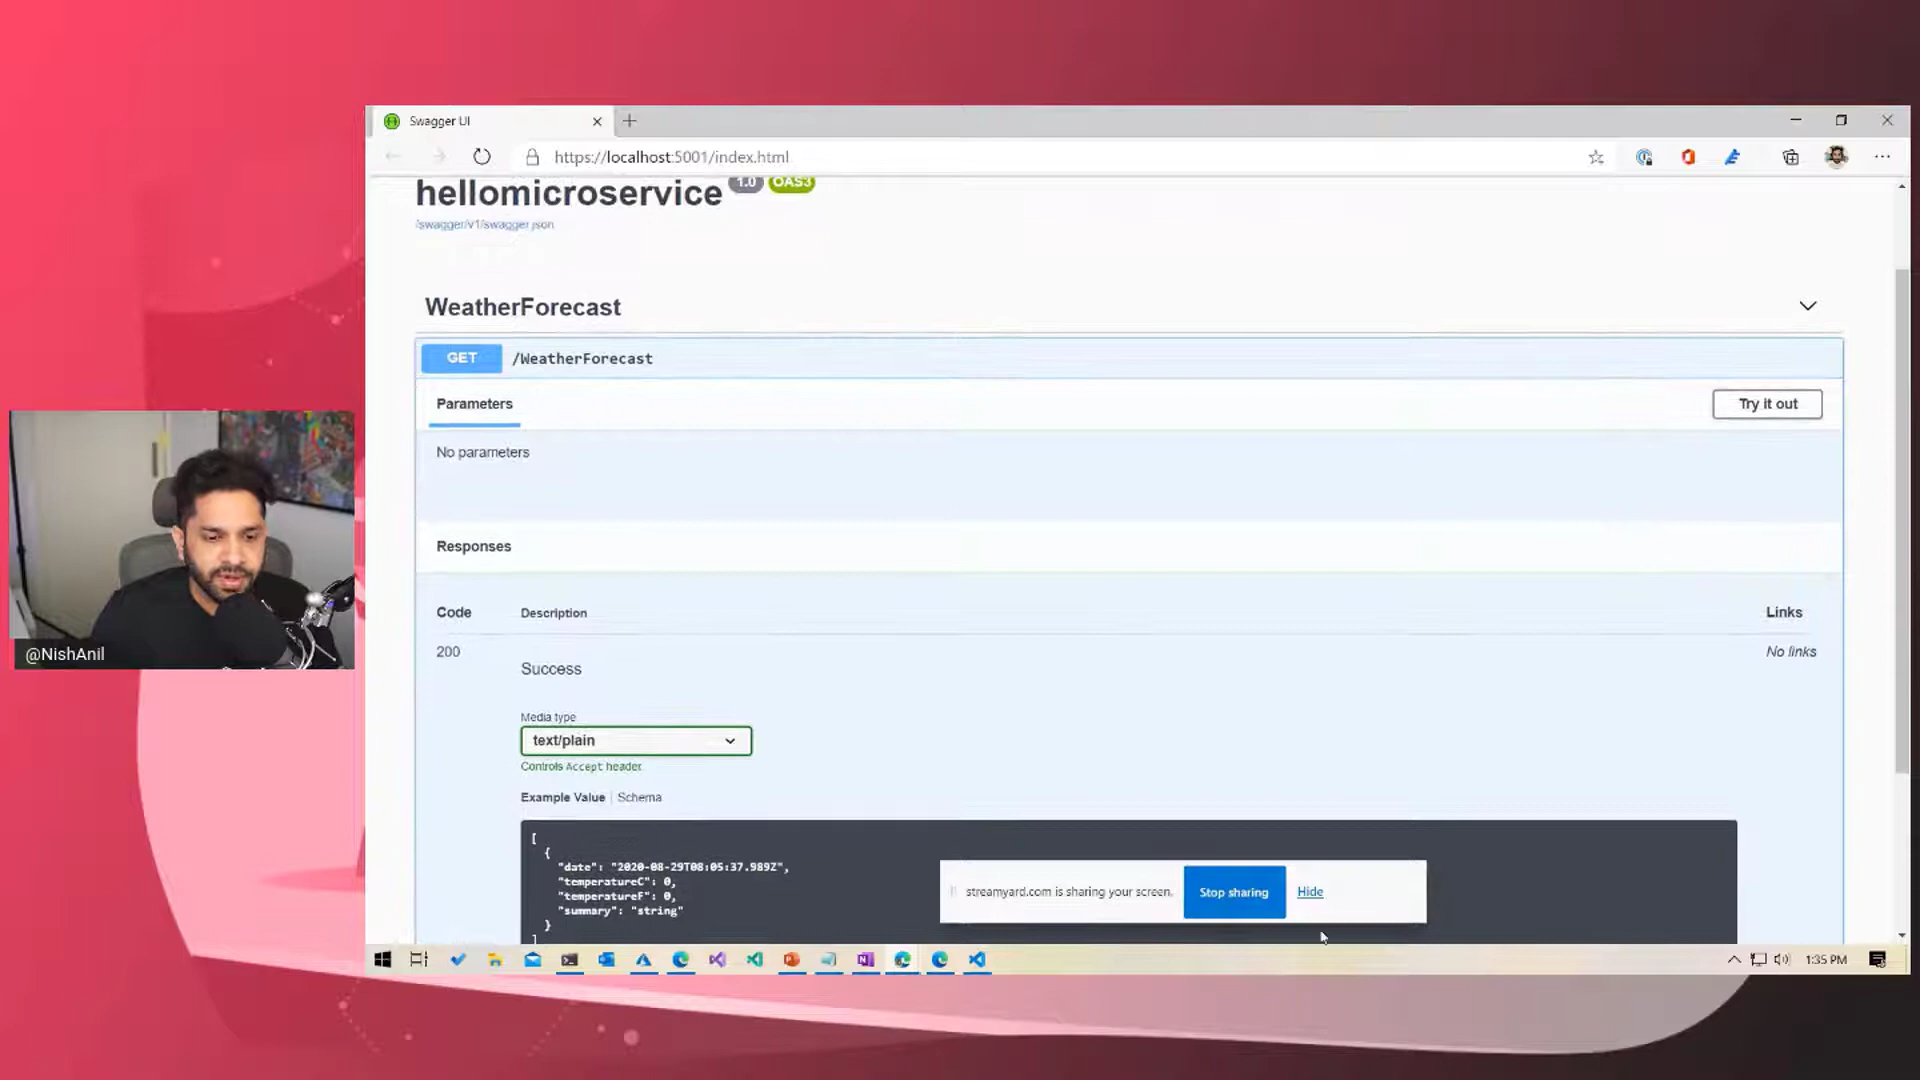 Swagger UI
https://localhost:5001/index.html
hellomicroservice 1.0 OAS3
/swagger/v1/swagger.json
WeatherForecast
GET /WeatherForecast
Parameters
Try it out
No parameters
Responses
Code Description Links
200 No links
Success
Media type
text/plain
Controls Accept header.
Example Value | Schema
[
{
"date": "2020-08-29T08:05:37.989Z",
"temperatureC": 0,
"temperatureF": 0,
"summary": "string"
}
]
streamyard.com is sharing your screen. Stop sharing Hide
@NishAnil
1:35 PM